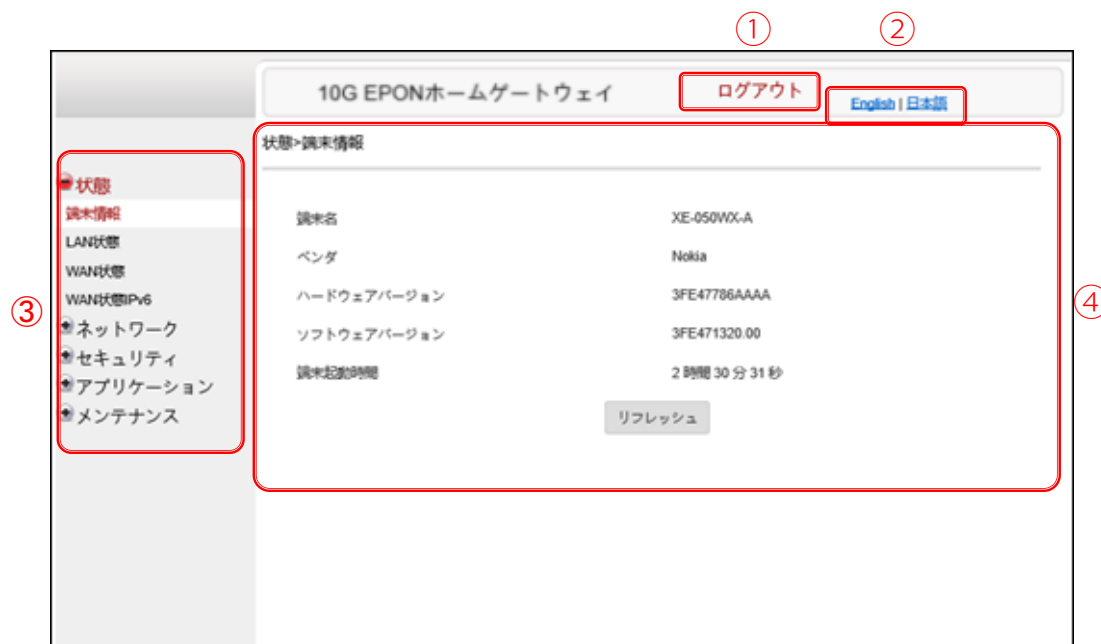 ① ②
10G EPONホームゲートウェイ ログアウト English | 日本語
状態>端末情報
状態
端末情報
LAN状態
WAN状態
WAN状態IPv6
ネットワーク
セキュリティ
アプリケーション
メンテナンス
③
端末名 XE-050WX-A
ベンダ Nokia
ハードウェアバージョン 3FE47786AAAA
ソフトウェアバージョン 3FE471320.00
端末起動時間 2 時間 30 分 31 秒
リフレッシュ
④